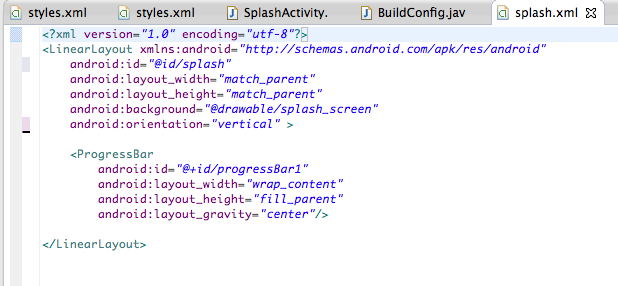 styles.xml styles.xml SplashActivity. BuildConfig.jav splash.xml
<?xml version="1.0" encoding="utf-8"?>
<LinearLayout xmlns:android="http://schemas.android.com/apk/res/android"
    android:id="@id/splash"
    android:layout_width="match_parent"
    android:layout_height="match_parent"
    android:background="@drawable/splash_screen"
    android:orientation="vertical" >
    <ProgressBar
        android:id="@+id/progressBar1"
        android:layout_width="wrap_content"
        android:layout_height="fill_parent"
        android:layout_gravity="center"/>
</LinearLayout>